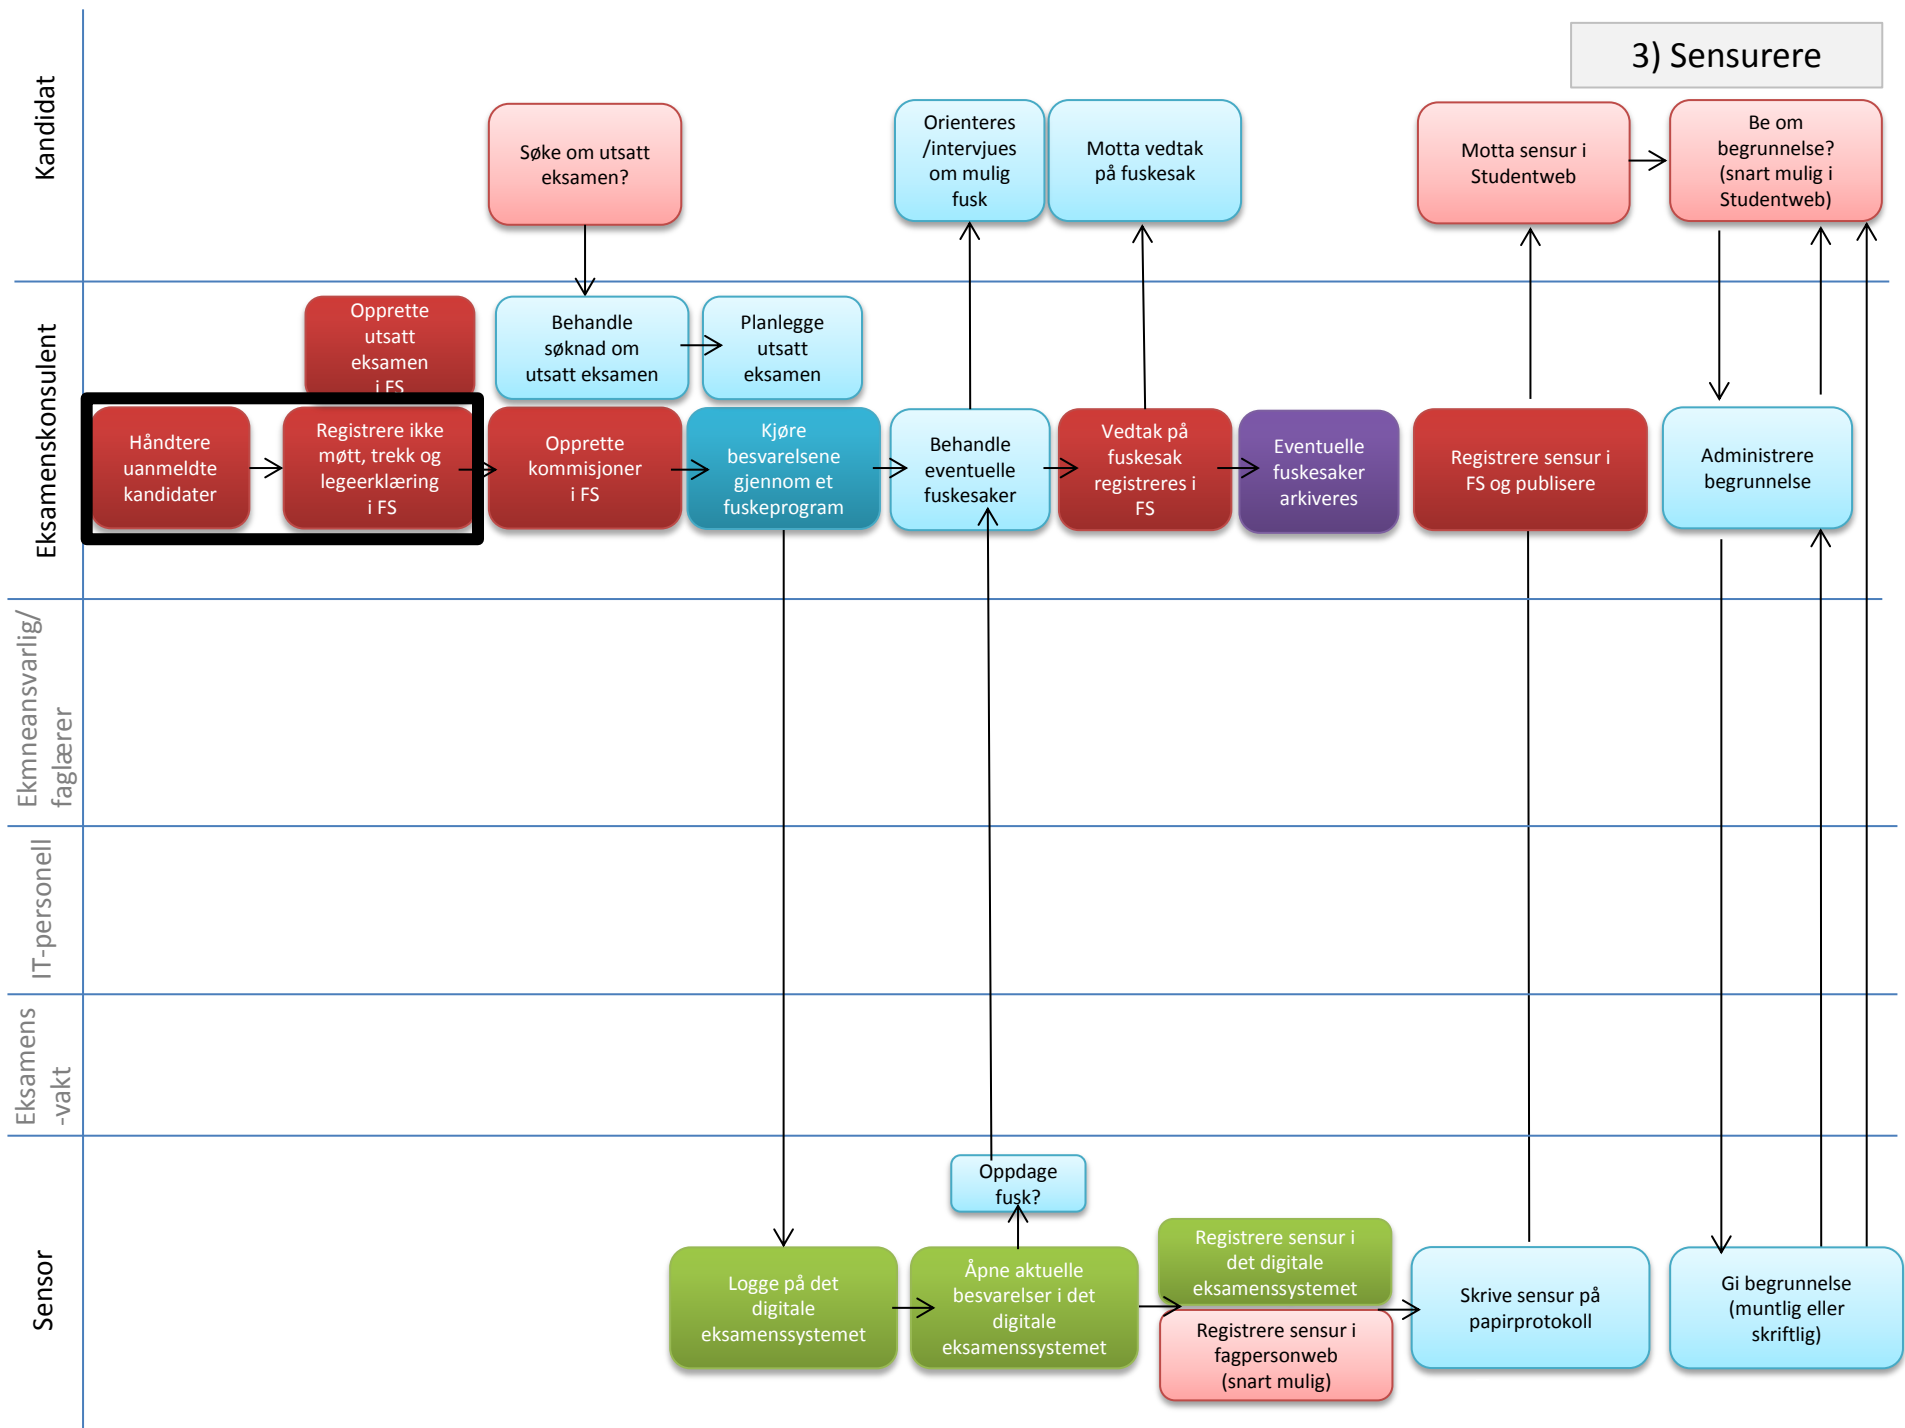 3) Sensurere
Kandidat
Søke om utsatt
eksamen?
Orienteres
/intervjues
om mulig
fusk
Motta vedtak
på fuskesak
Motta sensur i
Studentweb
Be om
begrunnelse?
(snart mulig i
Studentweb)
Eksamenskonsulent
Opprette
utsatt
eksamen
i FS
Behandle
søknad om
utsatt eksamen
Planlegge
utsatt
eksamen
Håndtere
uanmeldte
kandidater
Registrere ikke
møtt, trekk og
legeerklæring
i FS
Opprette
kommisjoner
i FS
Kjøre
besvarelsene
gjennom et
fuskeprogram
Behandle
eventuelle
fuskesaker
Vedtak på
fuskesak
registreres i
FS
Eventuelle
fuskesaker
arkiveres
Registrere sensur i
FS og publisere
Administrere
begrunnelse
Ekmneansvarlig/
faglærer
IT-personell
Eksamens
-vakt
Sensor
Oppdage
fusk?
Logge på det
digitale
eksamenssystemet
Åpne aktuelle
besvarelser i det
digitale
eksamenssystemet
Registrere sensur i
det digitale
eksamenssystemet
Registrere sensur i
fagpersonweb
(snart mulig)
Skrive sensur på
papirprotokoll
Gi begrunnelse
(muntlig eller
skriftlig)